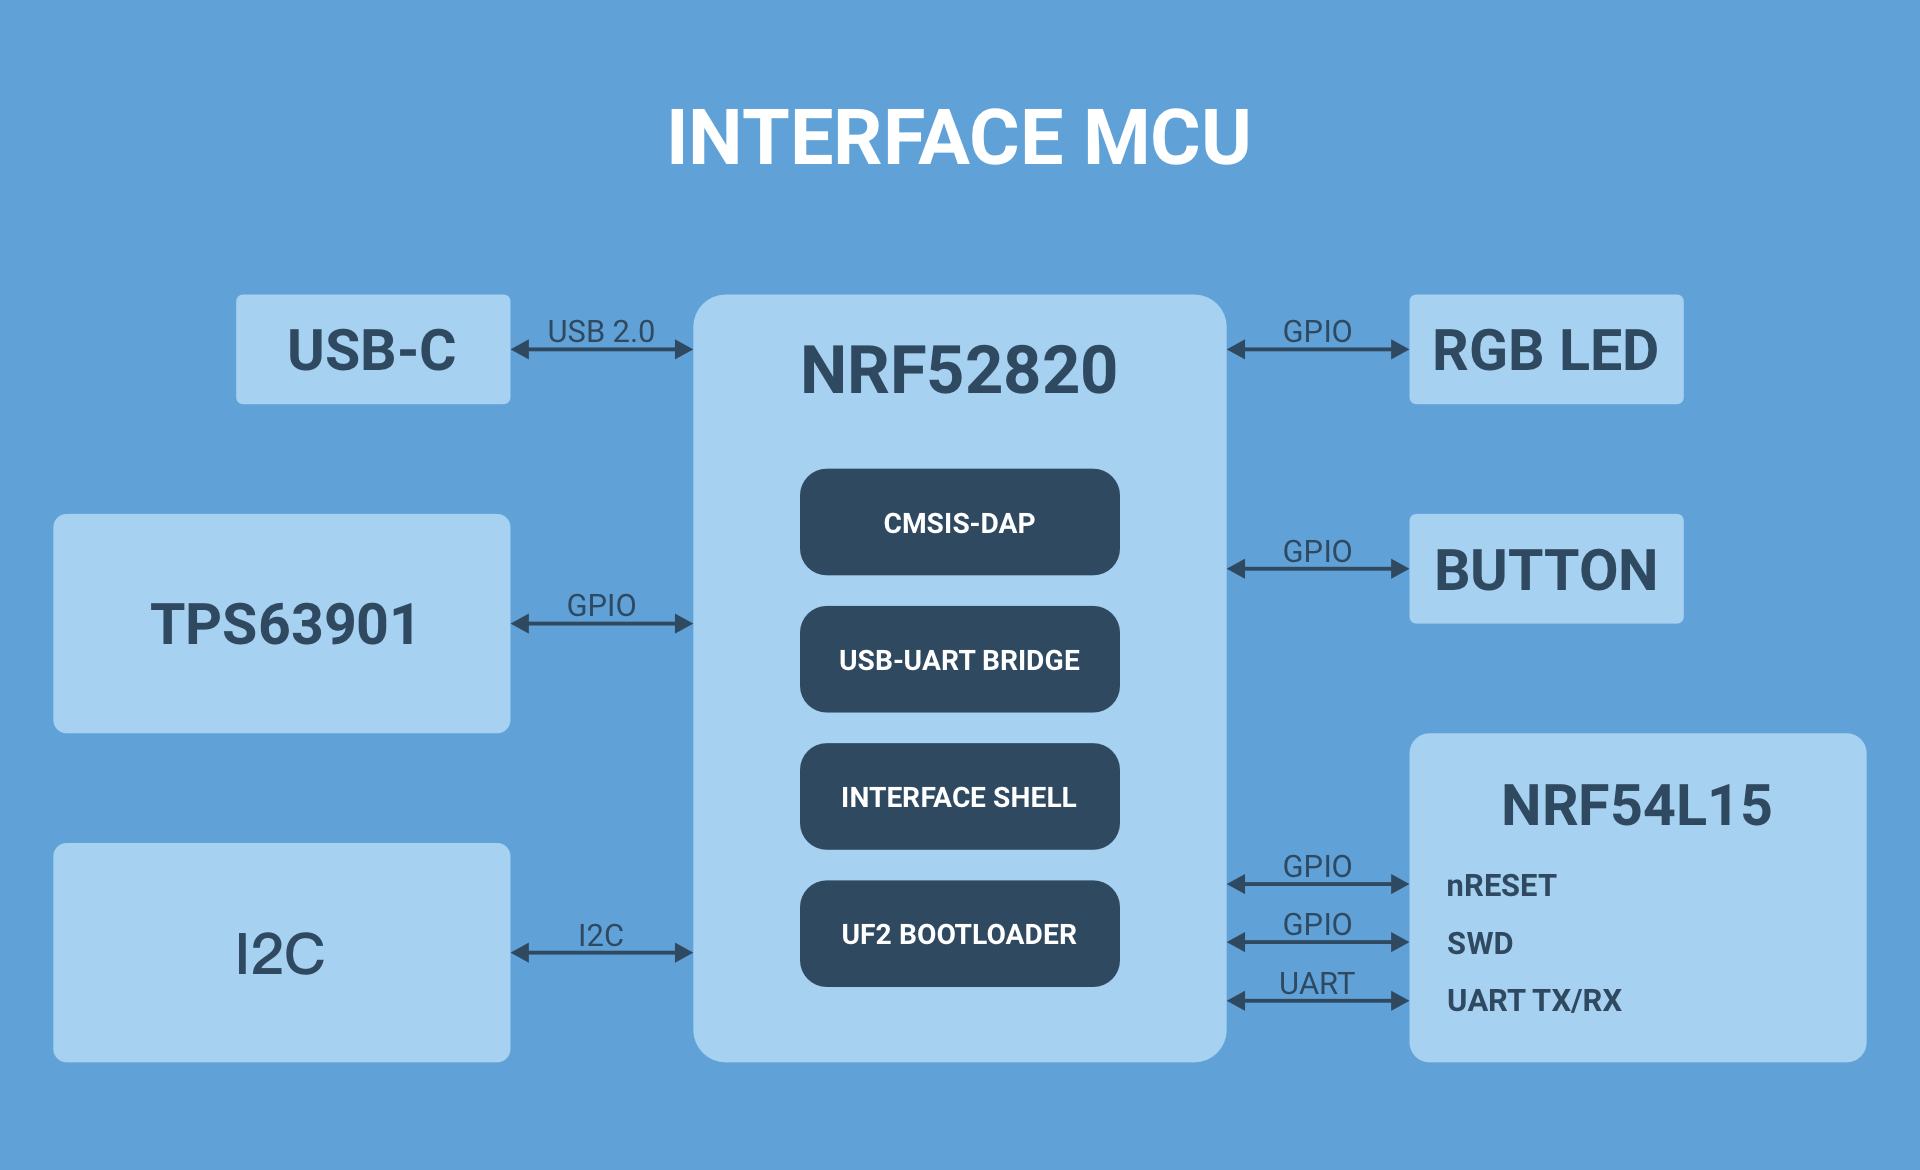 INTERFACE MCU
USB-C
USB 2.0
TPS63901
GPIO
I2C
I2C
NRF52820
CMSIS-DAP
USB-UART BRIDGE
INTERFACE SHELL
UF2 BOOTLOADER
GPIO
RGB LED
GPIO
BUTTON
NRF54L15
GPIO
nRESET
GPIO
SWD
UART
UART TX/RX